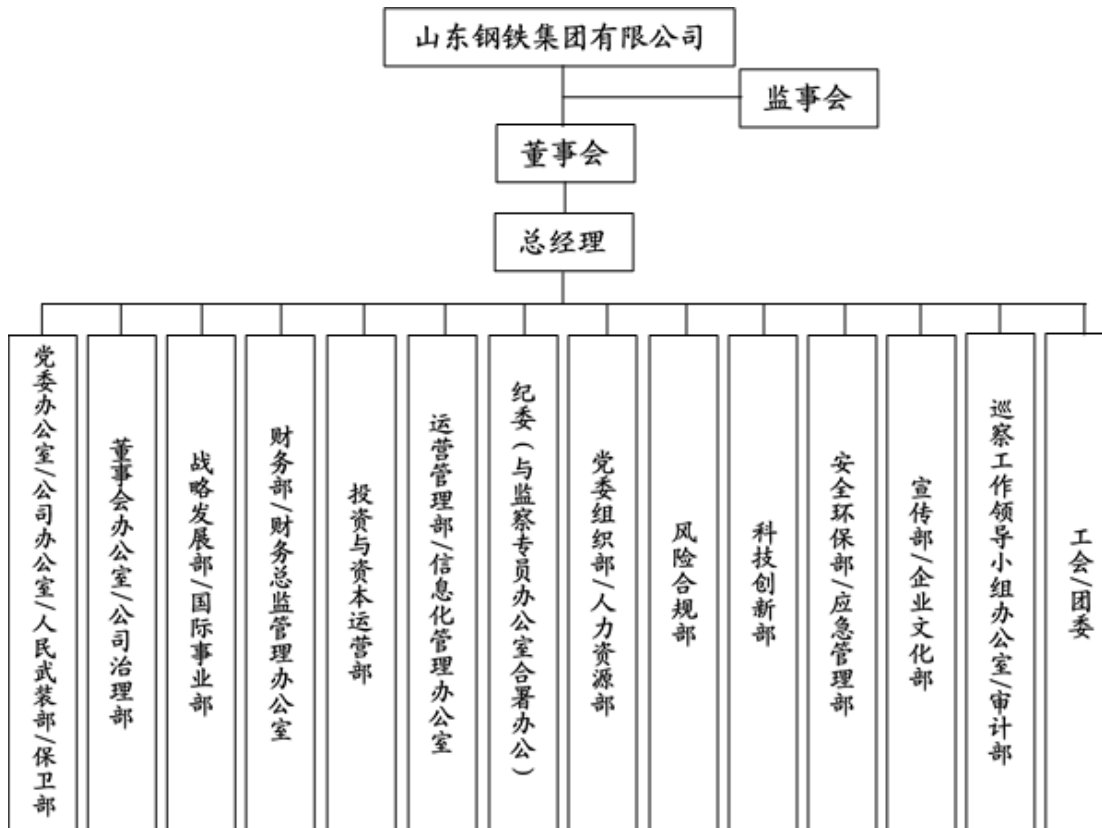 山东钢铁集团有限公司
监事会
董事会
总经理
党委办公室/公司办公室/人民武装部/保卫部
董事会办公室/公司治理部
战略发展部/国际事业部
财务部/财务总监管理办公室
投资与资本运营部
运营管理部/信息化管理办公室
纪委（与监察专员办公室合署办公）
党委组织部/人力资源部
风险合规部
科技创新部
安全环保部/应急管理部
宣传部/企业文化部
巡察工作领导小组办公室/审计部
工会/团委